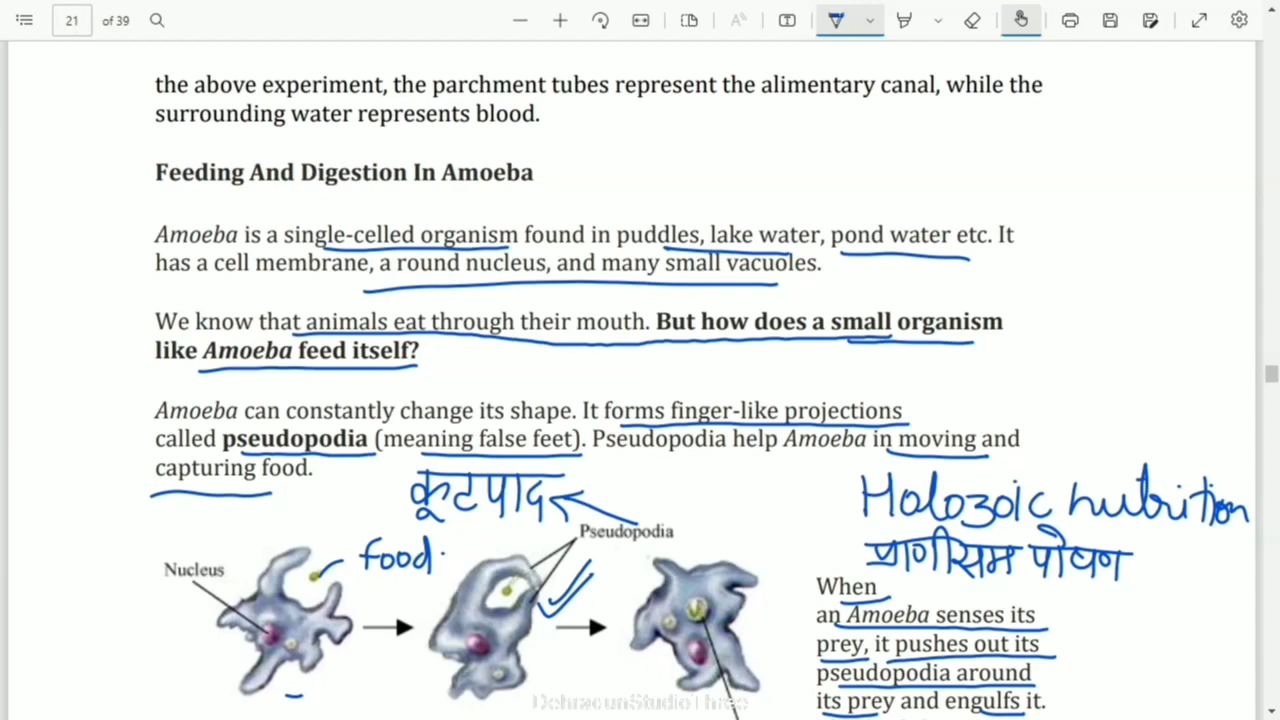 21 of 39
the above experiment, the parchment tubes represent the alimentary canal, while the
surrounding water represents blood.
Feeding And Digestion In Amoeba
Amoeba is a single-celled organism found in puddles, lake water, pond water etc. It
has a cell membrane, a round nucleus, and many small vacuoles.
We know that animals eat through their mouth. But how does a small organism
like Amoeba feed itself?
Amoeba can constantly change its shape. It forms finger-like projections
called pseudopodia (meaning false feet). Pseudopodia help Amoeba in moving and
capturing food.
कूटपाद
Holozoic nutrition
प्राणीसम पोषण
Pseudopodia
food.
Nucleus
When
an Amoeba senses its
prey, it pushes out its
pseudopodia around
its prey and engulfs it.
DehradunStudioThree